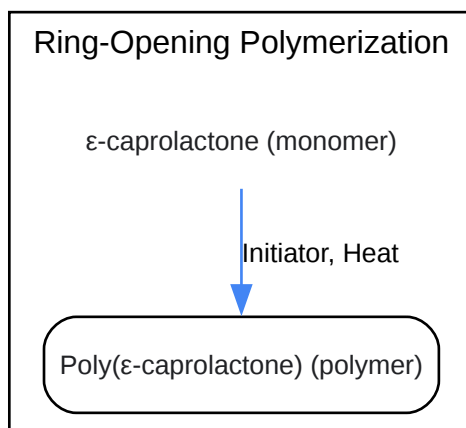 Ring-Opening Polymerization
ε-caprolactone (monomer)
Initiator, Heat
Poly(ε-caprolactone) (polymer)